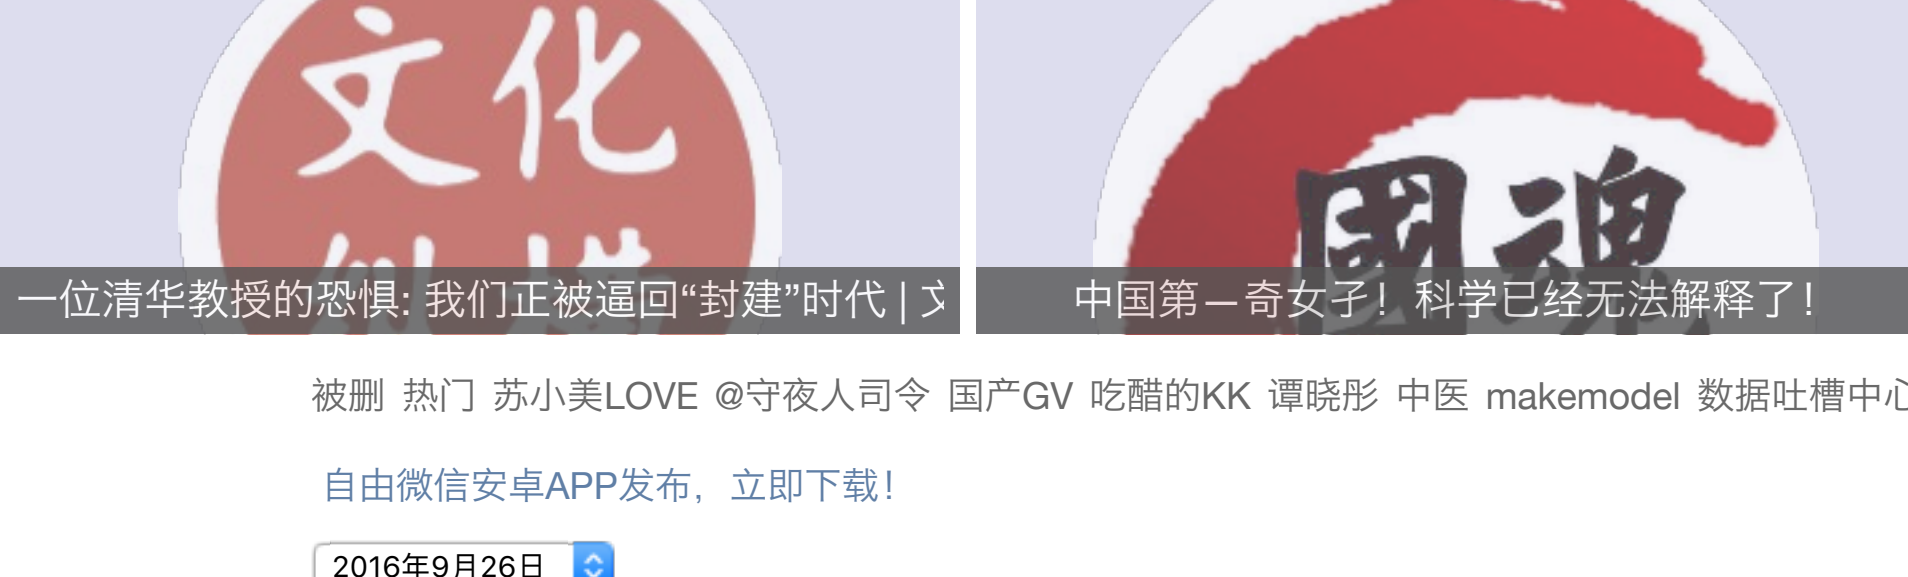 文化
國魂
一位清华教授的恐惧: 我们正被逼回“封建”时代 | 文
中国第一奇女子！科学已经无法解释了！
被删 热门 苏小美LOVE @守夜人司令 国产GV 吃醋的KK 谭晓彤 中医 makemodel 数据吐槽中心
自由微信安卓APP发布，立即下载！
2016年9月26日